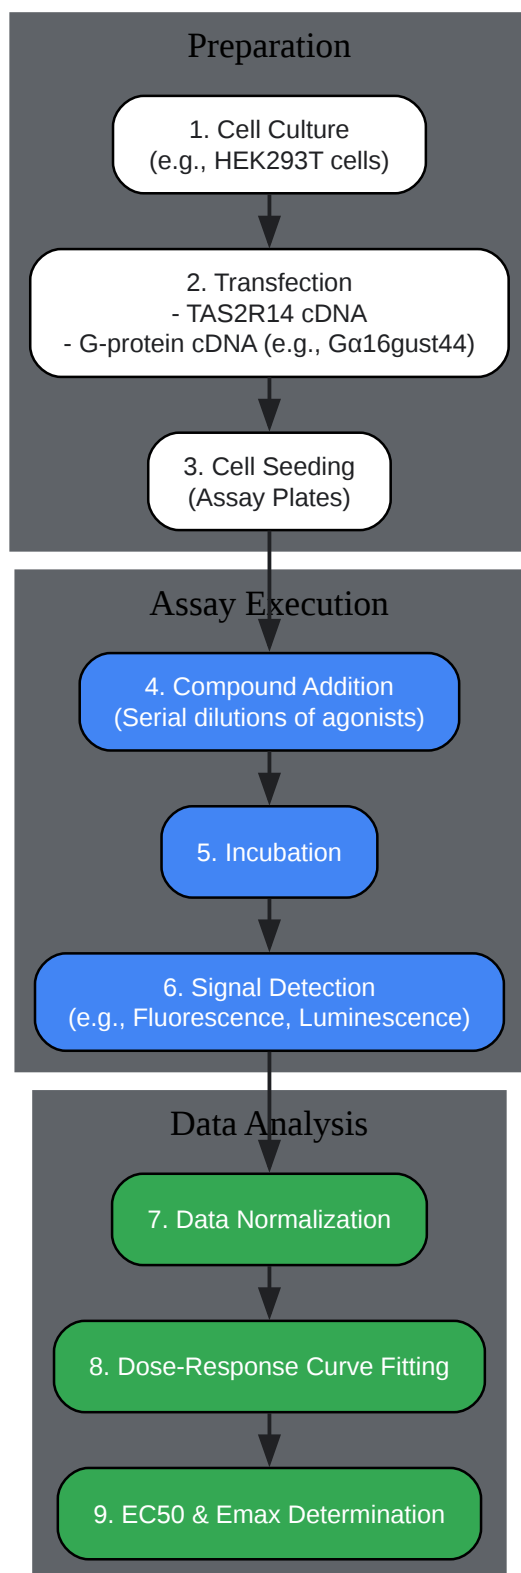 Preparation
1. Cell Culture
(e.g., HEK293T cells)
2. Transfection
- TAS2R14 cDNA
- G-protein cDNA (e.g., Gα16gust44)
3. Cell Seeding
(Assay Plates)
Assay Execution
4. Compound Addition
(Serial dilutions of agonists)
5. Incubation
6. Signal Detection
(e.g., Fluorescence, Luminescence)
Data Analysis
7. Data Normalization
8. Dose-Response Curve Fitting
9. EC50 & Emax Determination